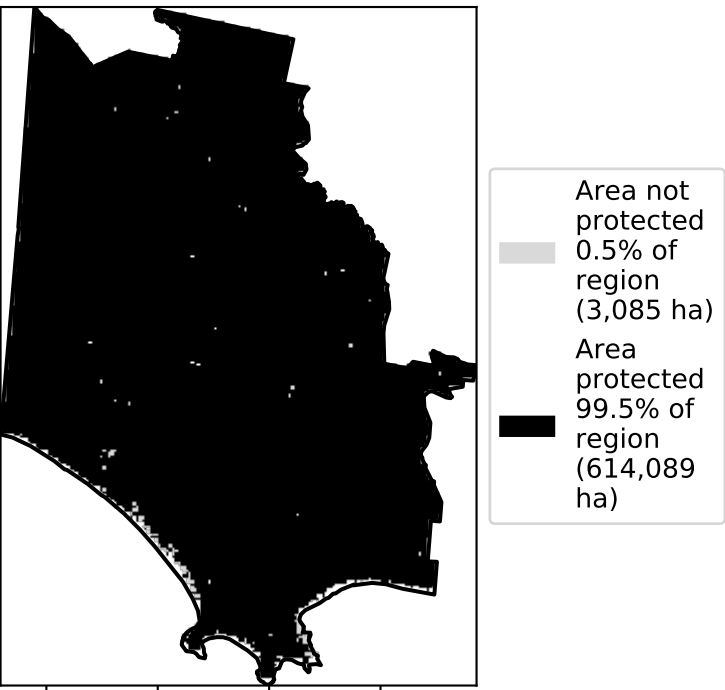 Area not
protected
0.5% of
region
(3,085 ha)
Area
protected
99.5% of
region
(614,089
ha)